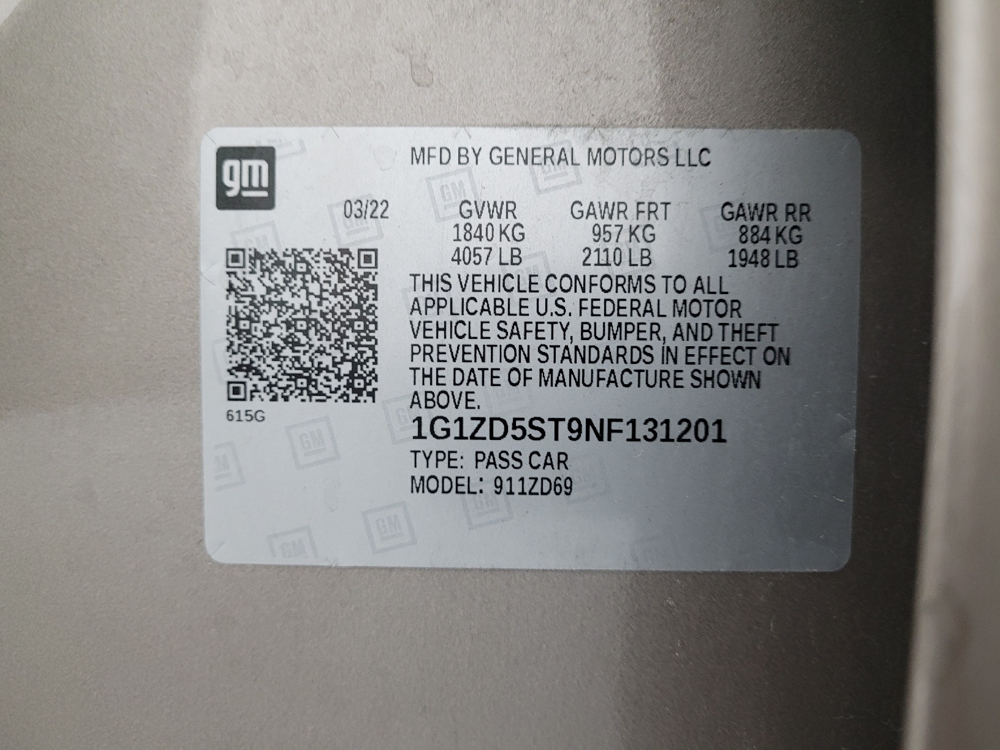 gm
MFD BY GENERAL MOTORS LLC
03/22
GVWR GAWR FRT GAWR RR
1840 KG 957 KG 884 KG
4057 LB 2110 LB 1948 LB
THIS VEHICLE CONFORMS TO ALL
APPLICABLE U.S. FEDERAL MOTOR
VEHICLE SAFETY, BUMPER, AND THEFT
PREVENTION STANDARDS IN EFFECT ON
THE DATE OF MANUFACTURE SHOWN
ABOVE.
615G
1G1ZD5ST9NF131201
TYPE: PASS CAR
MODEL: 911ZD69